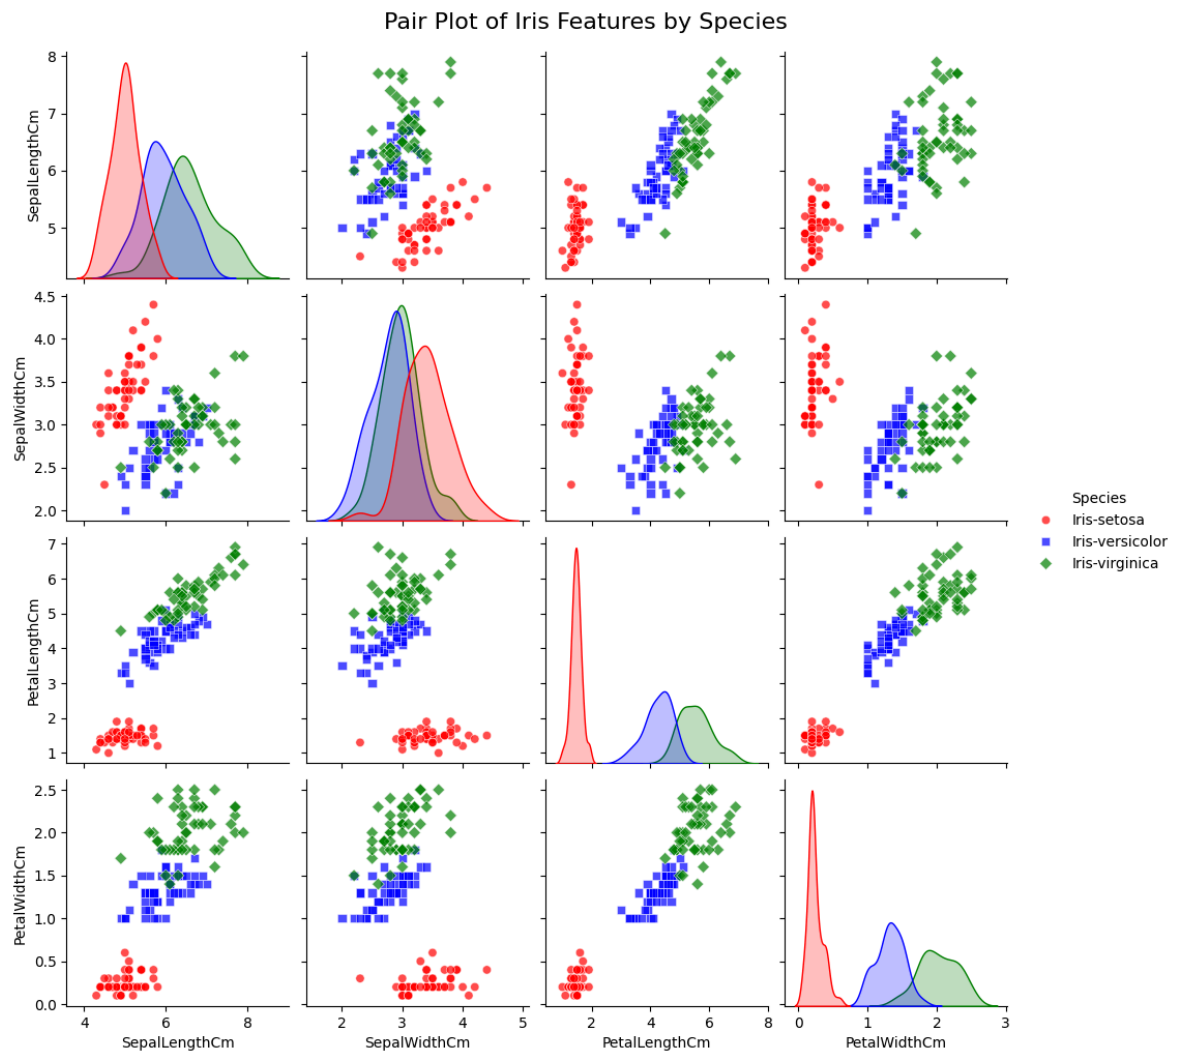 Pair Plot of Iris Features by Species
8
7
6
5
SepalLengthCm
4.5
4.0
3.5
3.0
2.5
2.0
SepalWidthCm
Species
Iris-setosa
Iris-versicolor
Iris-virginica
7
6
5
4
3
2
1
PetalLengthCm
2.5
2.0
1.5
1.0
0.5
0.0
PetalWidthCm
4 6 8 2 3 4 5 2 4 6 8 0 1 2 3
SepalLengthCm SepalWidthCm PetalLengthCm PetalWidthCm